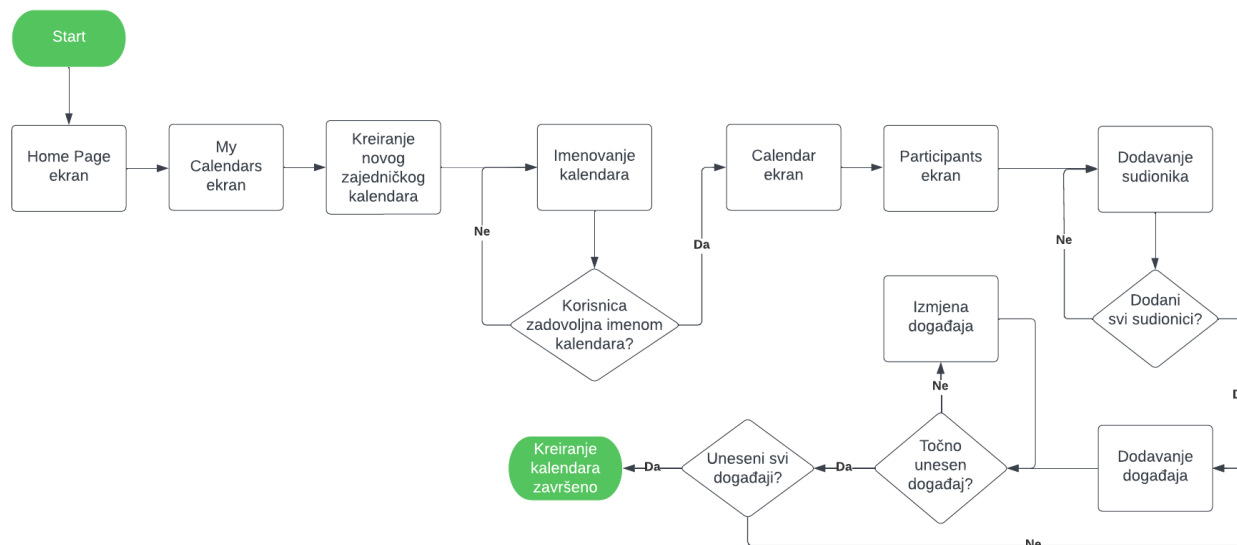 Start
Home Page
ekran
My
Calendars
ekran
Kreiranje
novog
zajedničkog
kalendara
Imenovanje
kalendara
Ne
Korisnica
zadovoljna imenom
kalendara?
Da
Calendar
ekran
Participants
ekran
Dodavanje
sudionika
Ne
Dodani
svi sudionici?
Dodavanje
događaja
Točno
unesen
događaj?
Ne
Izmjena
događaja
Da
Uneseni svi
događaji?
Ne
Da
Kreiranje
kalendara
završeno